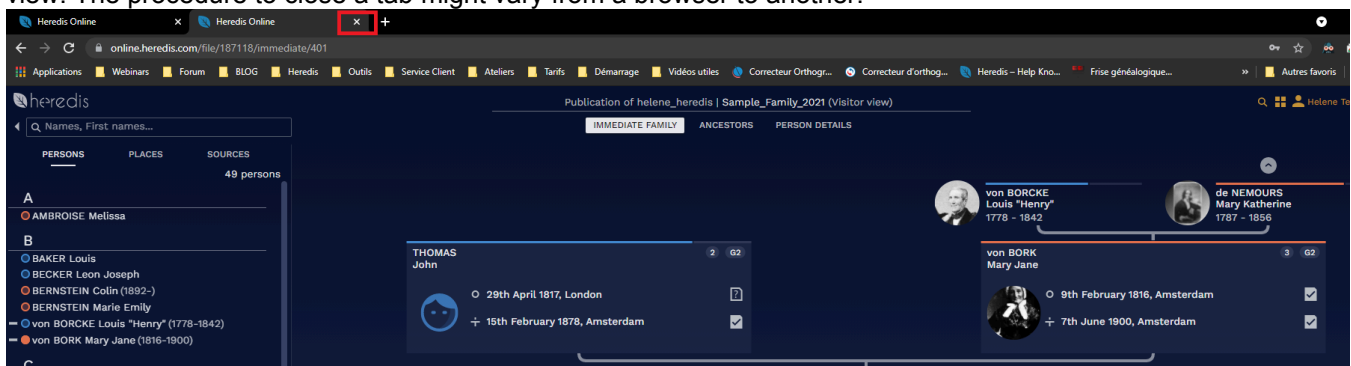 view. The procedure to close a tab might vary from a browser to another.
Heredis Online × Heredis Online × +
online.heredis.com/file/187118/immediate/401
Applications Webinars Forum BLOG Heredis Outils Service Client Ateliers Tarifs Démarrage Vidéos utiles Correcteur Orthogr... Correcteur d'orthog... Heredis – Help Kno... Frise généalogique... » Autres favoris
heredis Publication of helene_heredis | Sample_Family_2021 (Visitor view) Helene Te
Names, First names... IMMEDIATE FAMILY ANCESTORS PERSON DETAILS
PERSONS PLACES SOURCES
49 persons
A
AMBROISE Melissa
B
BAKER Louis
BECKER Leon Joseph
BERNSTEIN Colin (1892-)
BERNSTEIN Marie Emily
von BORCKE Louis "Henry" (1778-1842)
von BORK Mary Jane (1816-1900)
von BORCKE
Louis "Henry"
1778 - 1842
de NEMOURS
Mary Katherine
1787 - 1856
THOMAS 2 G2
John
29th April 1817, London
÷ 15th February 1878, Amsterdam
von BORK 3 G2
Mary Jane
9th February 1816, Amsterdam
÷ 7th June 1900, Amsterdam